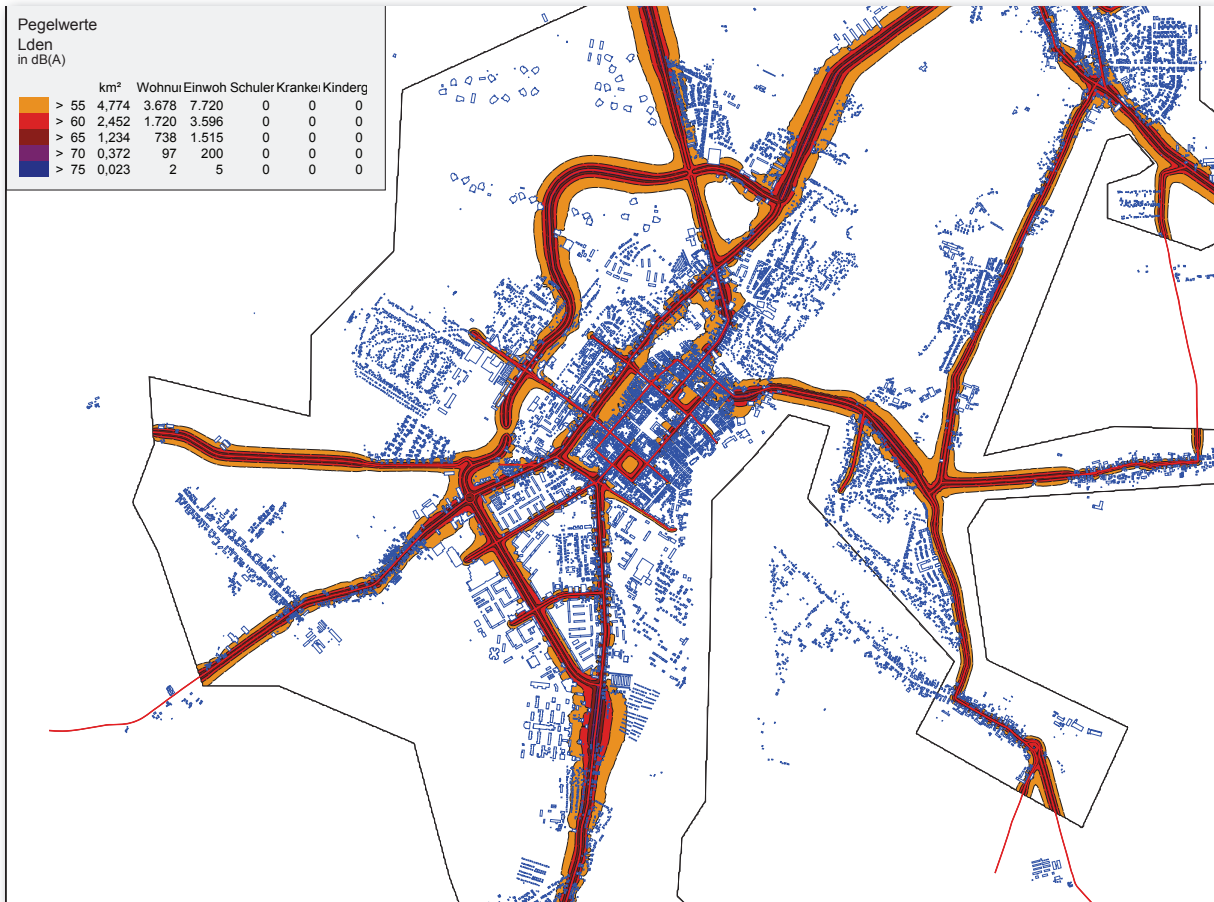 Pegelwerte
Lden
in dB(A)
km² Wohnu Einwoh Schuler Kranke Kinderg
> 55 4,774 3.678 7.720 0 0 0
> 60 2,452 1.720 3.596 0 0 0
> 65 1,234 738 1.515 0 0 0
> 70 0,372 97 200 0 0 0
> 75 0,023 2 5 0 0 0